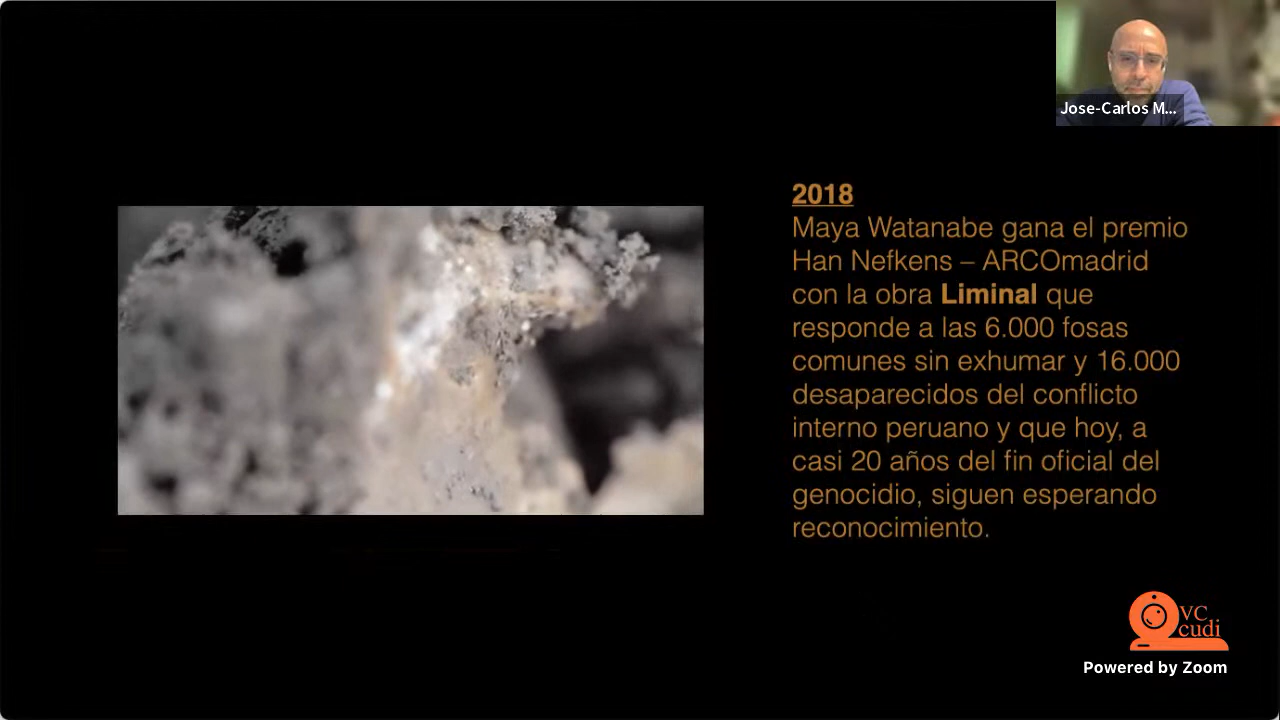 Jose-Carlos M...
2018
Maya Watanabe gana el premio
Han Nefkens – ARCOmadrid
con la obra Liminal que
responde a las 6.000 fosas
comunes sin exhumar y 16.000
desaparecidos del conflicto
interno peruano y que hoy, a
casi 20 años del fin oficial del
genocidio, siguen esperando
reconocimiento.
VC
cudi
Powered by Zoom